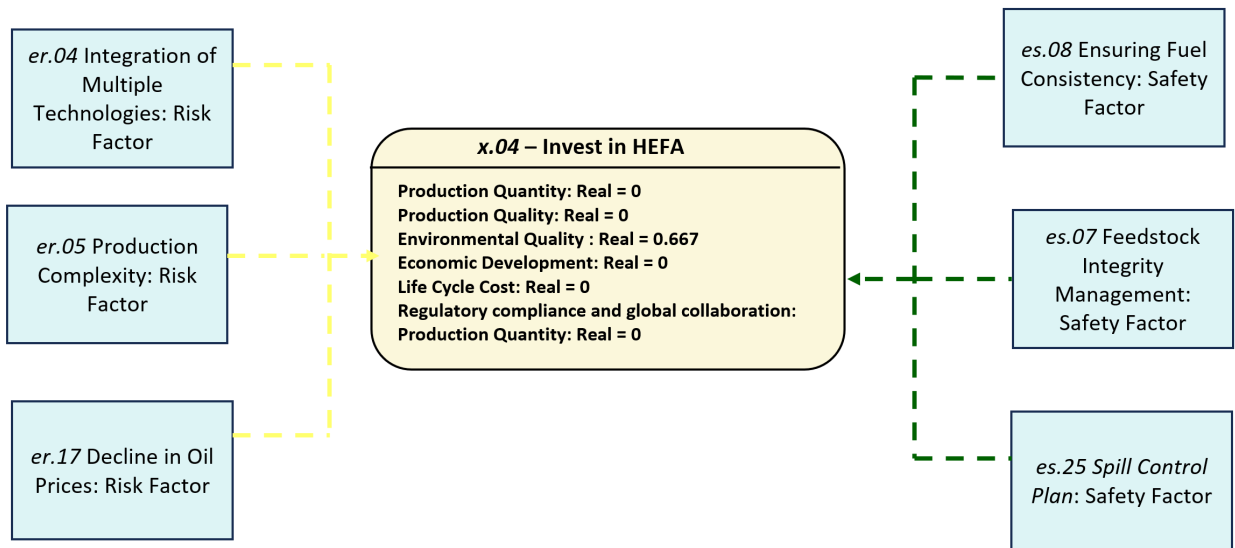 er.04 Integration of
Multiple
Technologies: Risk
Factor
er.05 Production
Complexity: Risk
Factor
er.17 Decline in Oil
Prices: Risk Factor
x.04 – Invest in HEFA
Production Quantity: Real = 0
Production Quality: Real = 0
Environmental Quality : Real = 0.667
Economic Development: Real = 0
Life Cycle Cost: Real = 0
Regulatory compliance and global collaboration:
Production Quantity: Real = 0
es.08 Ensuring Fuel
Consistency: Safety
Factor
es.07 Feedstock
Integrity
Management:
Safety Factor
es.25 Spill Control
Plan: Safety Factor